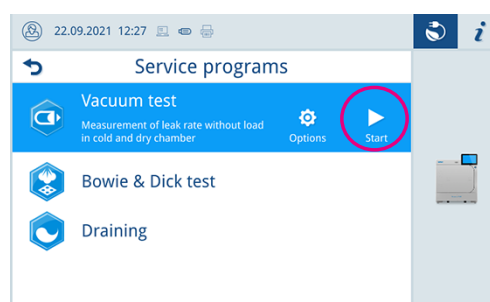 22.09.2021 12:27
Service programs
Vacuum test
Measurement of leak rate without load
in cold and dry chamber
Options
Start
Bowie & Dick test
Draining